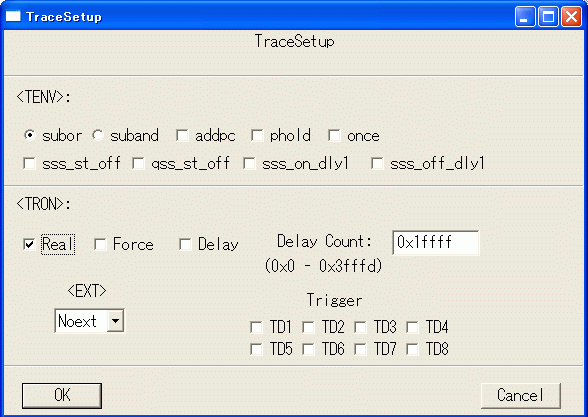 TraceSetup
TraceSetup
<TENV>:
subor suband addpc phold once
sss_st_off qss_st_off sss_on_dly1 sss_off_dly1
<TRON>:
Real Force Delay Delay Count: 0x1ffff
(0x0 - 0x3fffd)
<EXT>
Trigger
Noext
TD1 TD2 TD3 TD4
TD5 TD6 TD7 TD8
OK Cancel